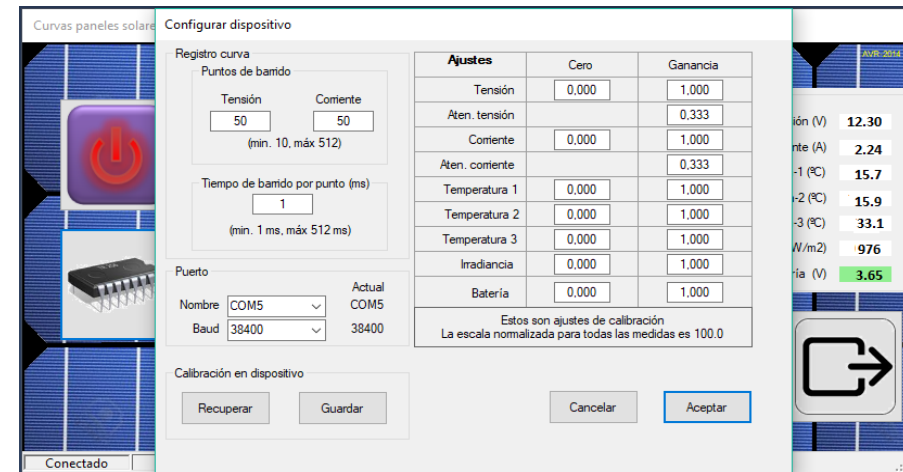 Curvas paneles solare
Configurar dispositivo
AVR-2014
Registro curva
Puntos de barrido
Tensión Corriente
50 50
(min. 10, máx 512)
Tiempo de barrido por punto (ms)
1
(min. 1 ms, máx 512 ms)
Puerto
Actual
Nombre COM5 COM5
Baud 38400 38400
Calibración en dispositivo
Recuperar Guardar
Ajustes Cero Ganancia
Tensión 0,000 1,000
Aten. tensión 0,333
Corriente 0,000 1,000
Aten. corriente 0,333
Temperatura 1 0,000 1,000
Temperatura 2 0,000 1,000
Temperatura 3 0,000 1,000
Irradiancia 0,000 1,000
Batería 0,000 1,000
Estos son ajustes de calibración
La escala normalizada para todas las medidas es 100.0
Cancelar Aceptar
ión (V) 12.30
nte (A) 2.24
-1 (ºC) 15.7
-2 (ºC) 15.9
-3 (ºC) 33.1
W/m2) 976
ría (V) 3.65
Conectado